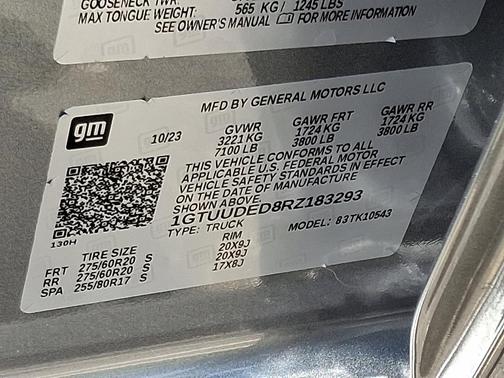 GOOSENECK TWR:
MAX TONGUE WEIGHT: 565 KG / 1245 LBS
SEE OWNER'S MANUAL FOR MORE INFORMATION
gm
MFD BY GENERAL MOTORS LLC
10/23 GVWR GAWR FRT GAWR RR
3221 KG 1724 KG 1724 KG
7100 LB 3800 LB 3800 LB
THIS VEHICLE CONFORMS TO ALL
APPLICABLE U.S. FEDERAL MOTOR
VEHICLE SAFETY STANDARDS IN EFFECT
ON THE DATE OF MANUFACTURE
SHOWN ABOVE.
1GTUUDED8RZ183293
TYPE: TRUCK MODEL: 83TK10543
130H
TIRE SIZE RIM
FRT 275/60R20 S 20X9J
RR 275/60R20 S 20X9J
SPA 255/80R17 S 17X8J